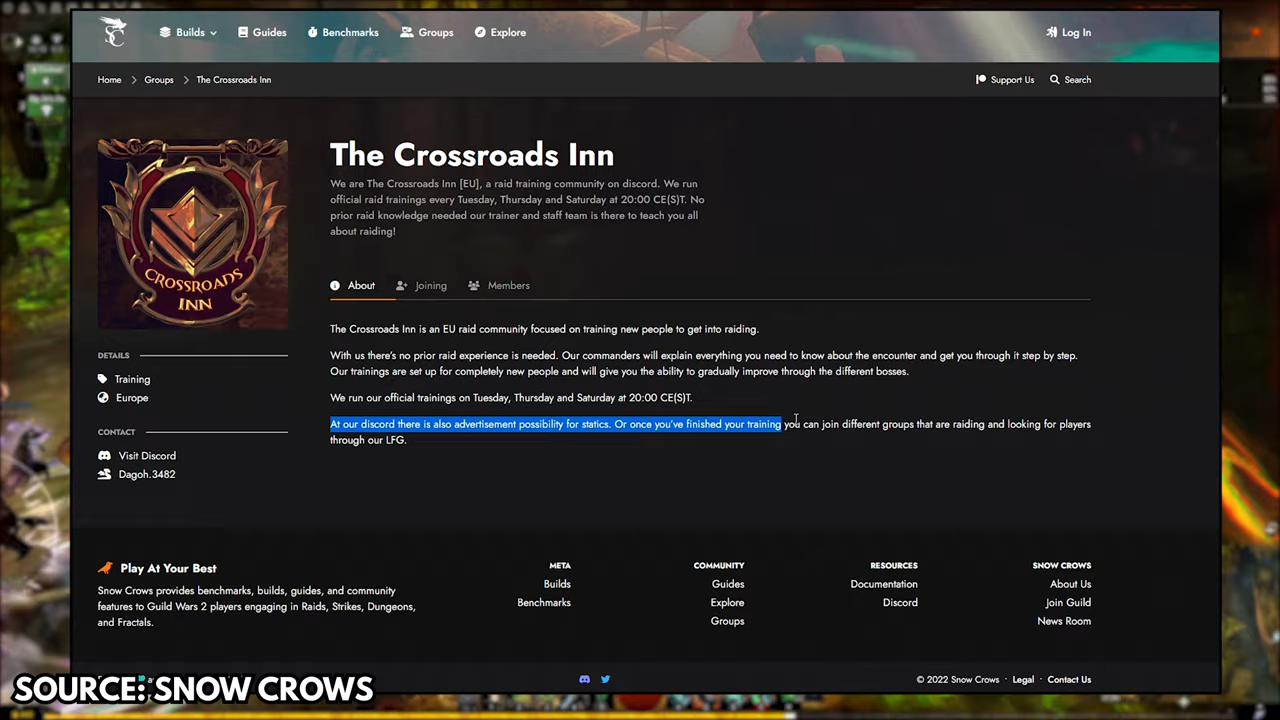 Builds
Guides
Benchmarks
Groups
Explore
Log In
Home
Groups
The Crossroads Inn
Support Us
Search
CROSSROADS
INN
The Crossroads Inn
We are The Crossroads Inn [EU], a raid training community on discord. We run
official raid trainings every Tuesday, Thursday and Saturday at 20:00 CE(S)T. No
prior raid knowledge needed our trainer and staff team is there to teach you all
about raiding!
About
Joining
Members
The Crossroads Inn is an EU raid community focused on training new people to get into raiding.
With us there's no prior raid experience is needed. Our commanders will explain everything you need to know about the encounter and get you through it step by step.
Our trainings are set up for completely new people and will give you the ability to gradually improve through the different bosses.
We run our official trainings on Tuesday, Thursday and Saturday at 20:00 CE(S)T.
At our discord there is also advertisement possibility for statics. Or once you've finished your training you can join different groups that are raiding and looking for players
through our LFG.
DETAILS
Training
Europe
CONTACT
Visit Discord
Dagoh.3482
Play At Your Best
Snow Crows provides benchmarks, builds, guides, and community
features to Guild Wars 2 players engaging in Raids, Strikes, Dungeons,
and Fractals.
META
Builds
Benchmarks
COMMUNITY
Guides
Explore
Groups
RESOURCES
Documentation
Discord
SNOW CROWS
About Us
Join Guild
News Room
© 2022 Snow Crows · Legal · Contact Us
SOURCE: SNOW CROWS